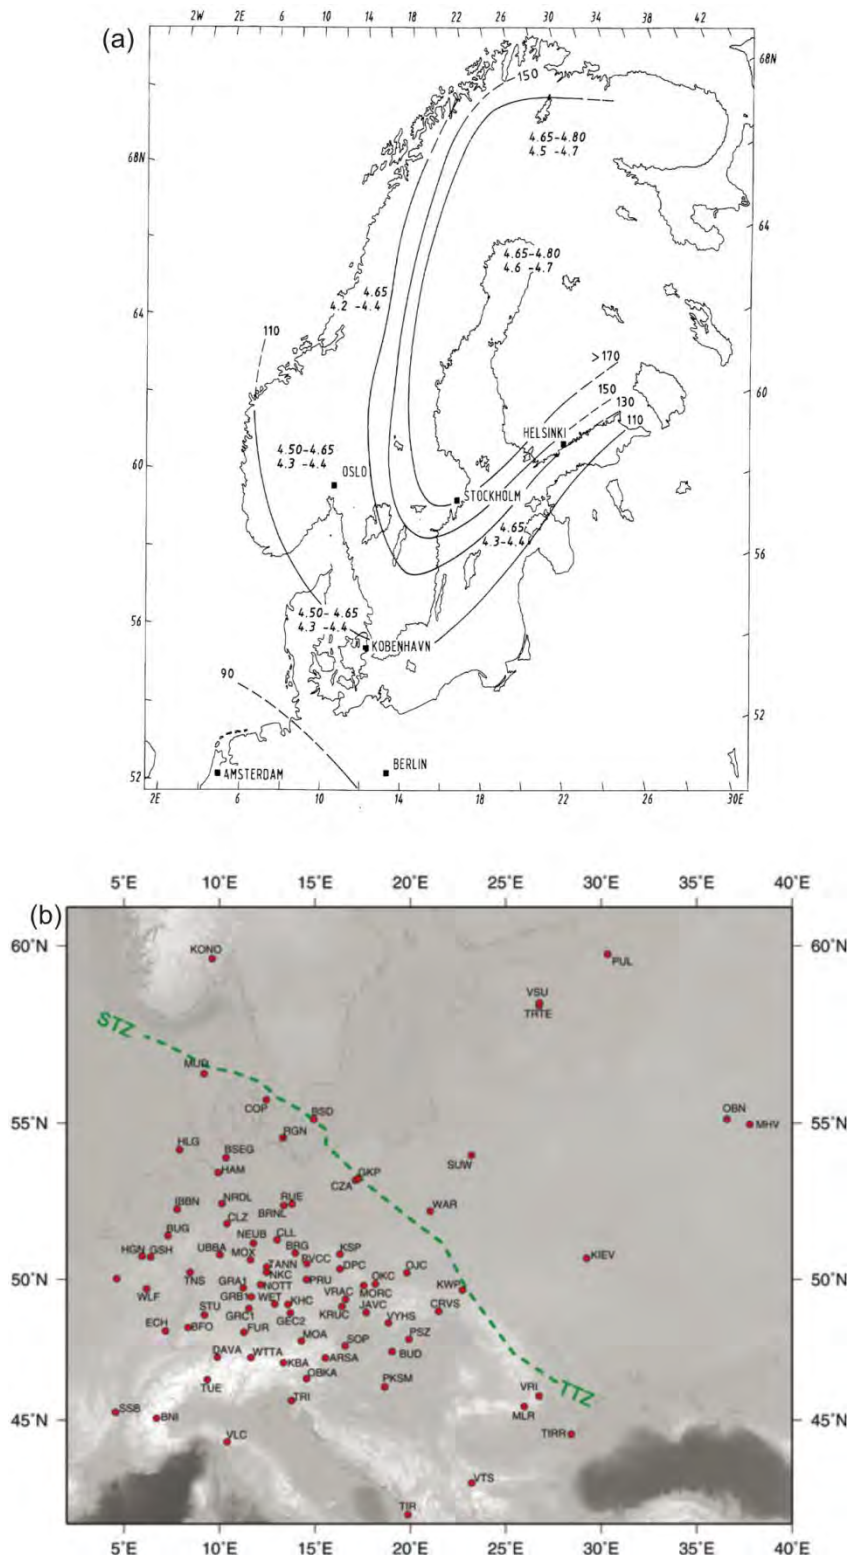 (a)
2W 2E 6 10 14 18 22 26 30 34 38 42
68N
150
4.65-4.80
4.5 -4.7
68N
64
4.65-4.80
4.6 -4.7
4.65
4.2 -4.4
64
110
>170
150
60
130
HELSINKI
110
4.50-4.65
4.3 -4.4
60
OSLO
STOCKHOLM
4.65
4.3-4.4
56
4.50-4.65
4.3 -4.4
56
KOBENHAVN
90
52
BERLIN
52
AMSTERDAM
2E 6 10 14 18 22 26 30E
5°E 10°E 15°E 20°E 25°E 30°E 35°E 40°E
(b)
60°N 60°N
KONO
PUL
VSU
TRTE
STZ
MUD
COP
BSD
OBN
MHV
55°N 55°N
RGN
HLG
BSEG
HAM
SUW
GKP
CZA
IBBN
NRDL
RUE
BRNL
WAR
CLZ
BUG
NEUB
CLL
HGN
GSH
UBBA
MOX
BRG
KSP
KIEV
TANN
PVCC
DPC
OJC
50°N 50°N
TNS
NKC
WLF
GRA1
NOTT
PRU
OKC
MORC
KWP
GRB1
WET
KHC
VRAC
STU
GRC1
GEC2
KRUC
JAVC
CRVS
ECH
BFO
FUR
VYHS
MOA
SOP
PSZ
DAVA
WTTA
KBA
ARSA
BUD
TUE
OBKA
PKSM
TTZ
VRI
SSB
BNI
TRI
MLR
45°N 45°N
VLC
TIRR
VTS
TIR
5°E 10°E 15°E 20°E 25°E 30°E 35°E 40°E